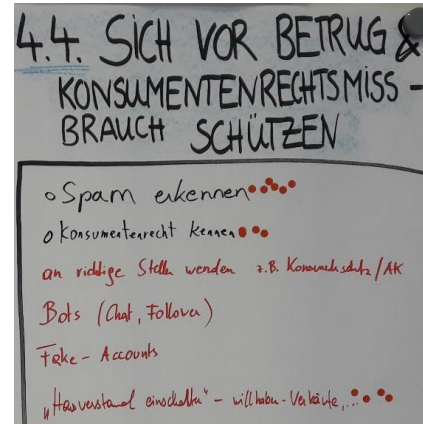 4.4. SICH VOR BETRUG &
KONSUMENTENRECHTSMISS-
BRAUCH SCHÜTZEN
o Spam erkennen
o Konsumentenrecht kennen
an richtige Stelle wenden z.B. Konsumentschutz/AK
Bots (Chat, Follower)
Fake-Accounts
„Hausverstand einschalten" - willhaben-Verkäufe,...